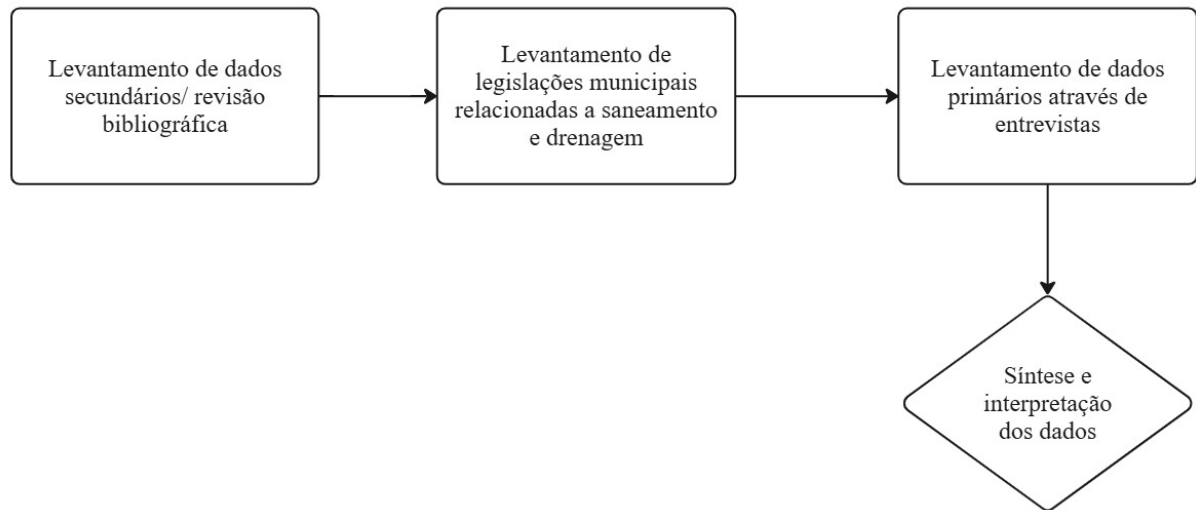 Levantamento de dados
secundários/ revisão
bibliográfica
Levantamento de
legislações municipais
relacionadas a saneamento
e drenagem
Levantamento de dados
primários através de
entrevistas
Síntese e
interpretação
dos dados